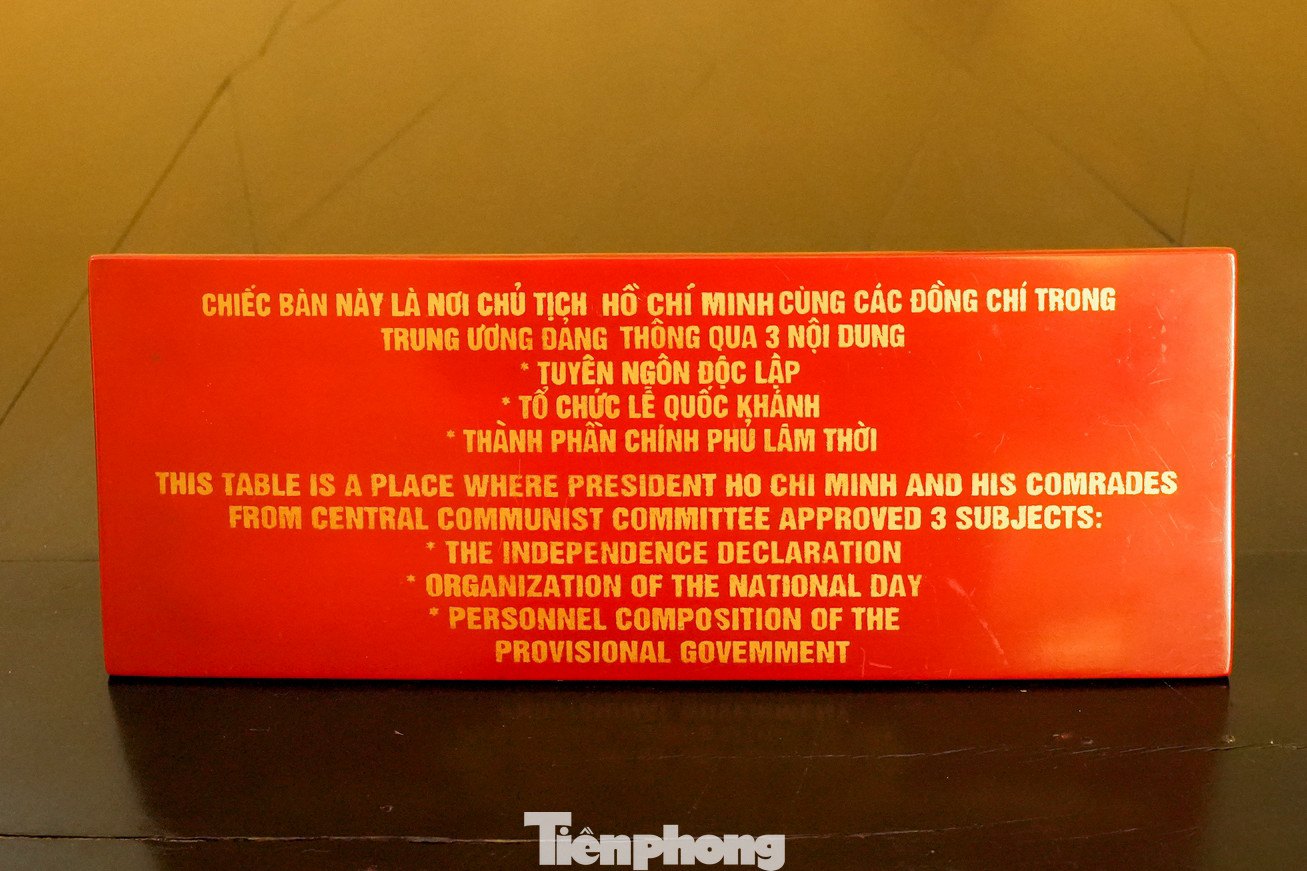 CHIẾC BÀN NÀY LÀ NƠI CHỦ TỊCH HỒ CHÍ MINH CÙNG CÁC ĐỒNG CHÍ TRONG
TRUNG ƯƠNG ĐẢNG THÔNG QUA 3 NỘI DUNG
* TUYÊN NGÔN ĐỘC LẬP
* TỔ CHỨC LỄ QUỐC KHÁNH
* THÀNH PHẦN CHÍNH PHỦ LÂM THỜI
THIS TABLE IS A PLACE WHERE PRESIDENT HO CHI MINH AND HIS COMRADES
FROM CENTRAL COMMUNIST COMMITTEE APPROVED 3 SUBJECTS:
* THE INDEPENDENCE DECLARATION
* ORGANIZATION OF THE NATIONAL DAY
* PERSONNEL COMPOSITION OF THE
PROVISIONAL GOVEMMENT
Tiênphong